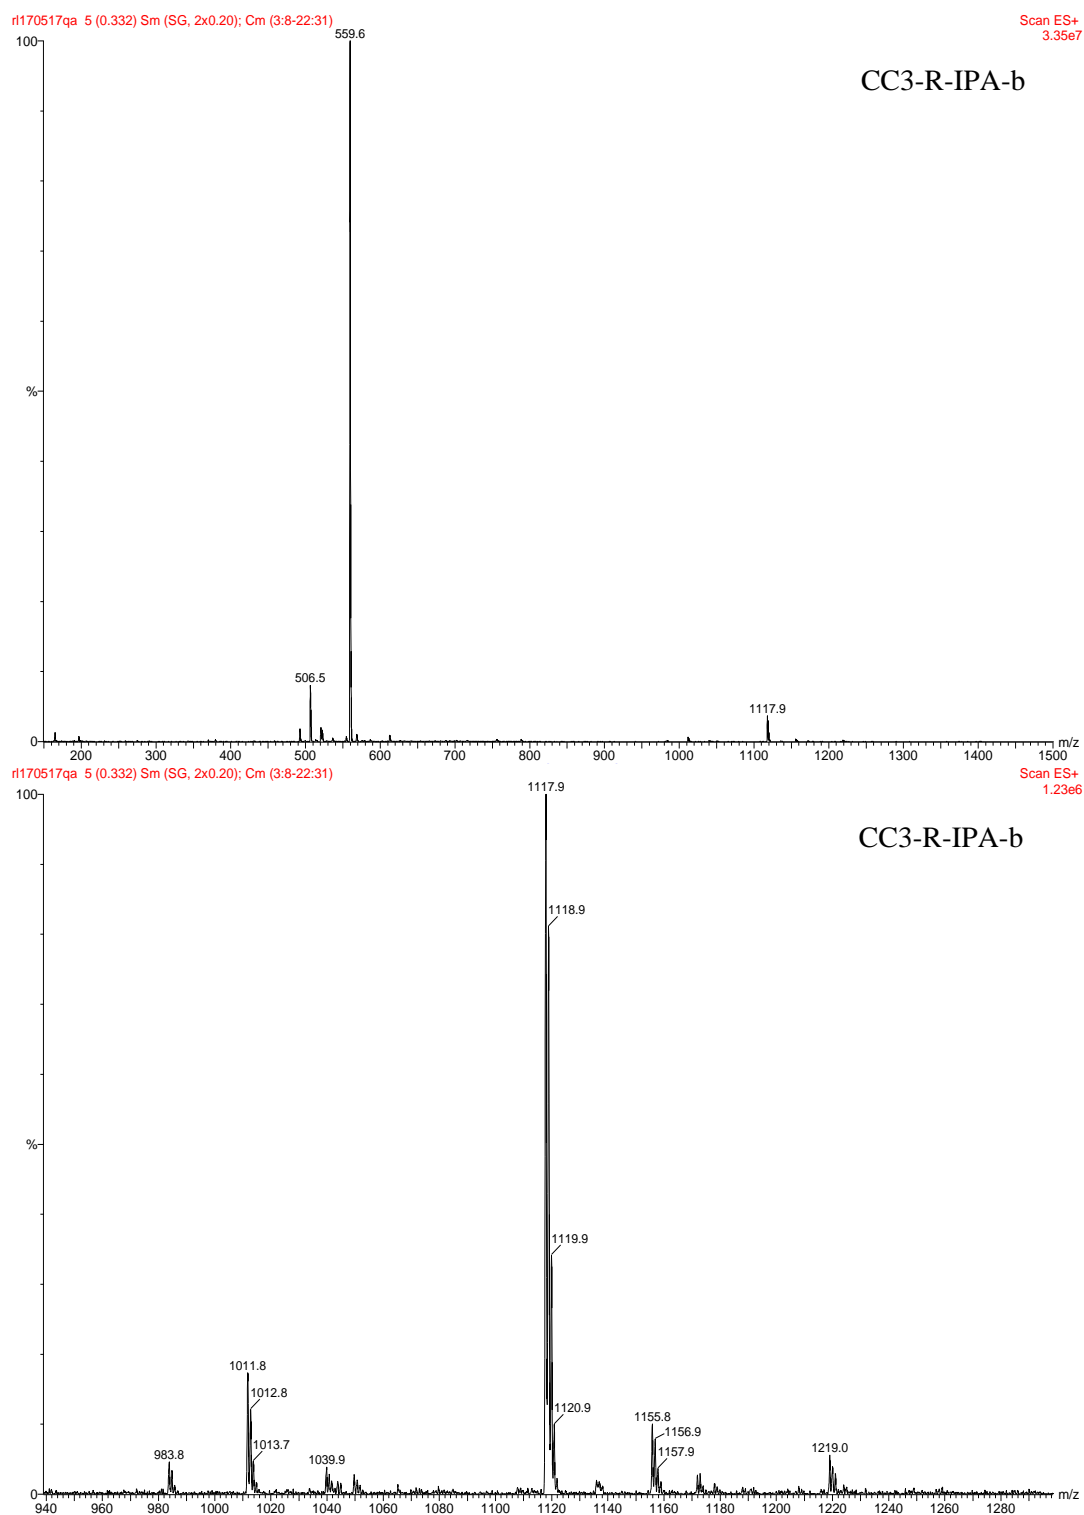 rl170517qa 5 (0.332) Sm (SG, 2x0.20); Cm (3:8-22:31)
Scan ES+
3.35e7
CC3-R-IPA-b
100
559.6
%
506.5
1117.9
0
200 300 400 500 600 700 800 900 1000 1100 1200 1300 1400 1500
m/z
rl170517qa 5 (0.332) Sm (SG, 2x0.20); Cm (3:8-22:31)
Scan ES+
1.23e6
CC3-R-IPA-b
100
1117.9
1118.9
%
1119.9
1011.8
1012.8
1120.9
1155.8
1156.9
1013.7
983.8
1039.9
1157.9
1219.0
0
940 960 980 1000 1020 1040 1060 1080 1100 1120 1140 1160 1180 1200 1220 1240 1260 1280
m/z